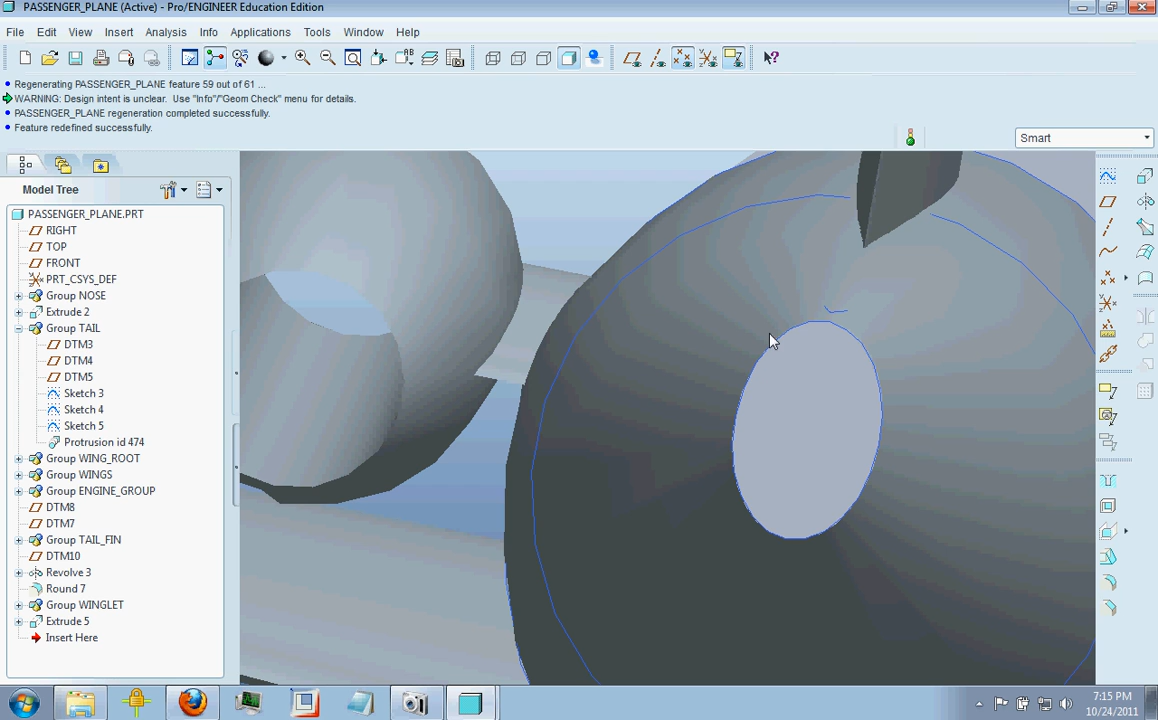 PASSENGER_PLANE (Active) - Pro/ENGINEER Education Edition
File Edit View Insert Analysis Info Applications Tools Window Help
Regenerating PASSENGER_PLANE feature 59 out of 61 ...
WARNING: Design intent is unclear. Use "Info"/"Geom Check" menu for details.
PASSENGER_PLANE regeneration completed successfully.
Feature redefined successfully.
Smart
Model Tree
PASSENGER_PLANE.PRT
RIGHT
TOP
FRONT
PRT_CSYS_DEF
Group NOSE
Extrude 2
Group TAIL
DTM3
DTM4
DTM5
Sketch 3
Sketch 4
Sketch 5
Protrusion id 474
Group WING_ROOT
Group WINGS
Group ENGINE_GROUP
DTM8
DTM7
Group TAIL_FIN
DTM10
Revolve 3
Round 7
Group WINGLET
Extrude 5
Insert Here
7:15 PM
10/24/2011